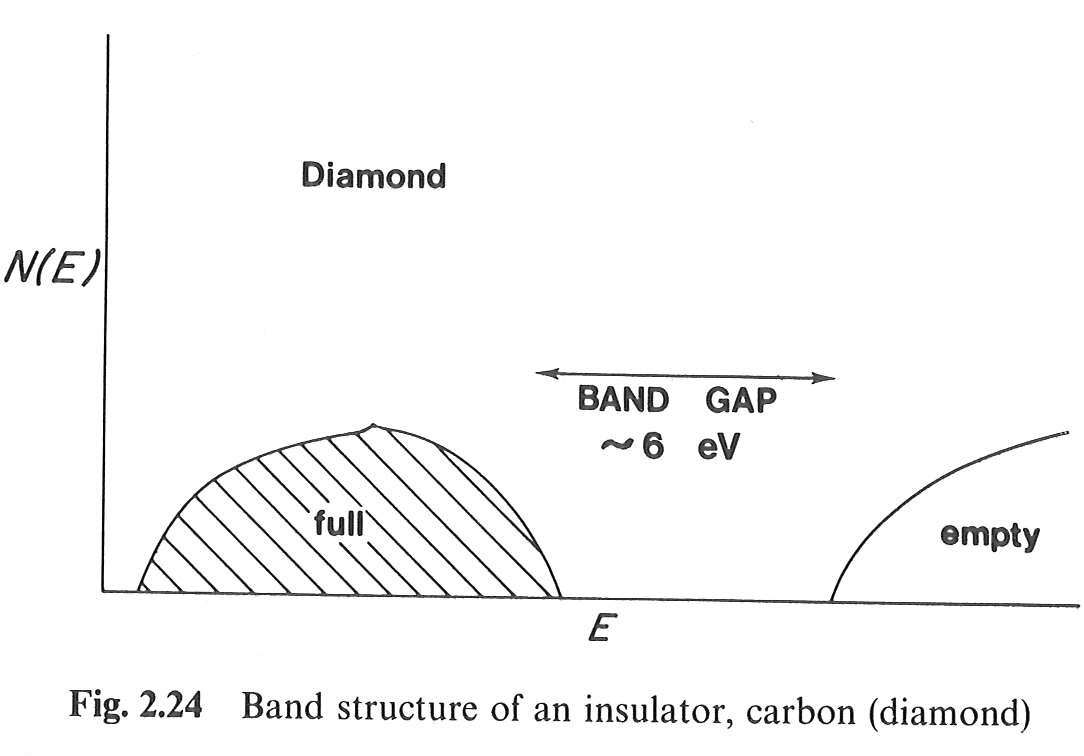 Diamond
N(E)
BAND GAP
~6 eV
full
empty
E
Fig. 2.24 Band structure of an insulator, carbon (diamond)